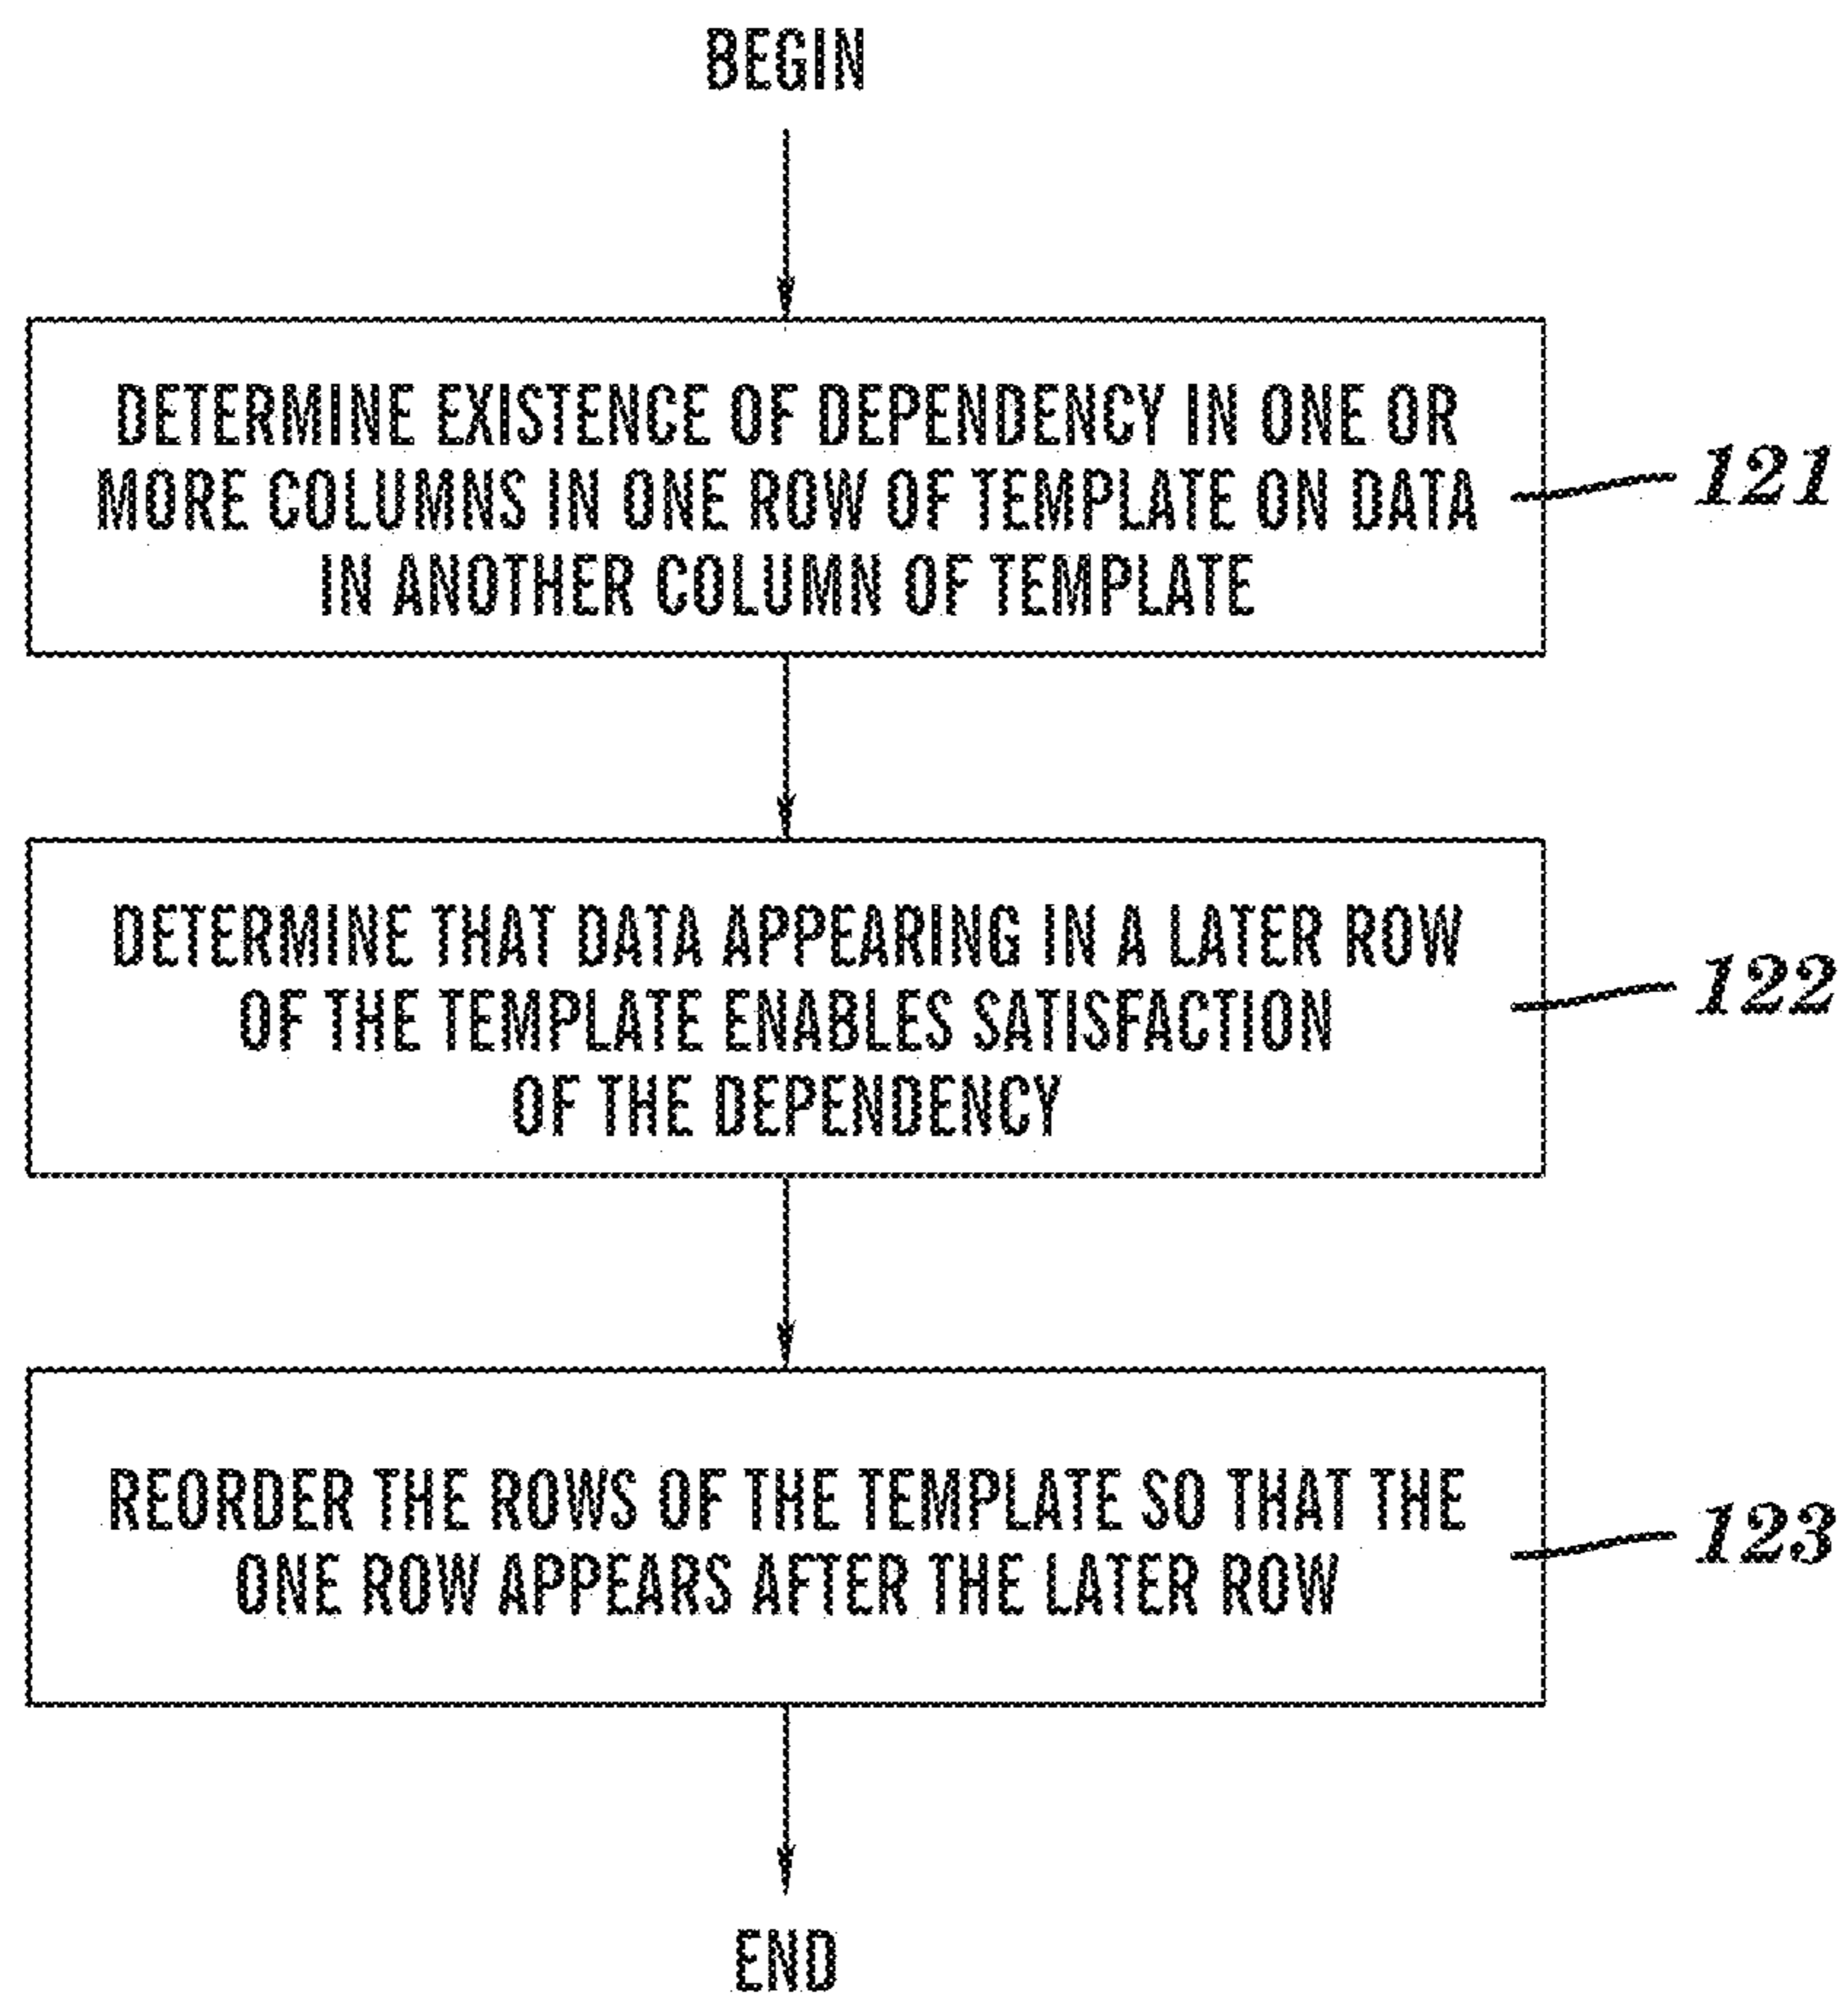 BEGIN
DETERMINE EXISTENCE OF DEPENDENCY IN ONE OR
MORE COLUMNS IN ONE ROW OF TEMPLATE ON DATA
IN ANOTHER COLUMN OF TEMPLATE
121
DETERMINE THAT DATA APPEARING IN A LATER ROW
OF THE TEMPLATE ENABLES SATISFACTION
OF THE DEPENDENCY
122
REORDER THE ROWS OF THE TEMPLATE SO THAT THE
ONE ROW APPEARS AFTER THE LATER ROW
123
END